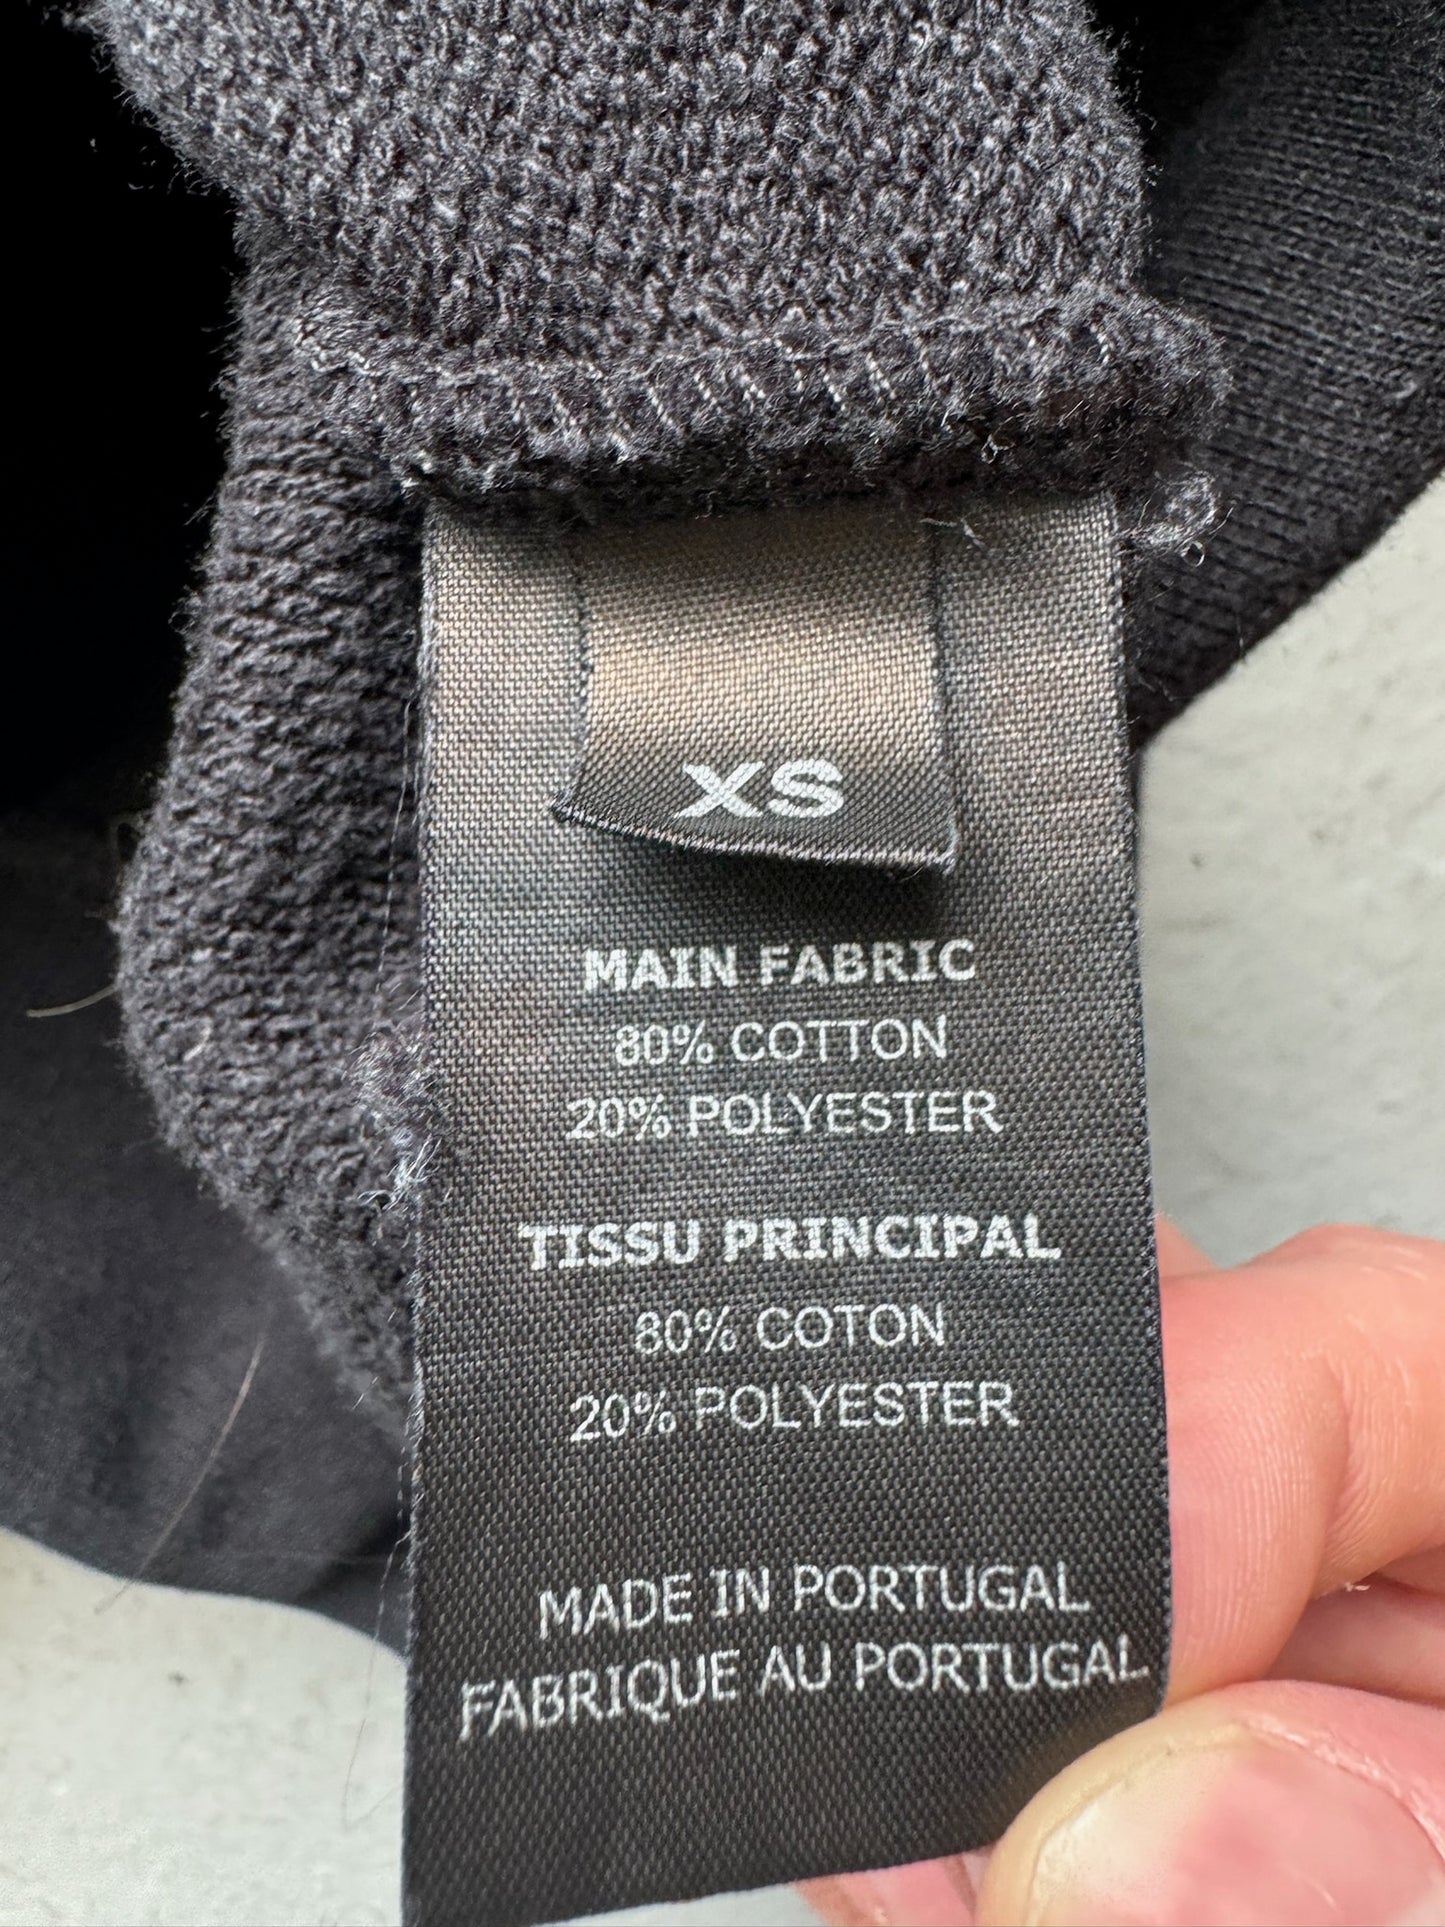 XS
MAIN FABRIC
80% COTTON
20% POLYESTER
TISSU PRINCIPAL
80% COTON
20% POLYESTER
MADE IN PORTUGAL
FABRIQUE AU PORTUGAL